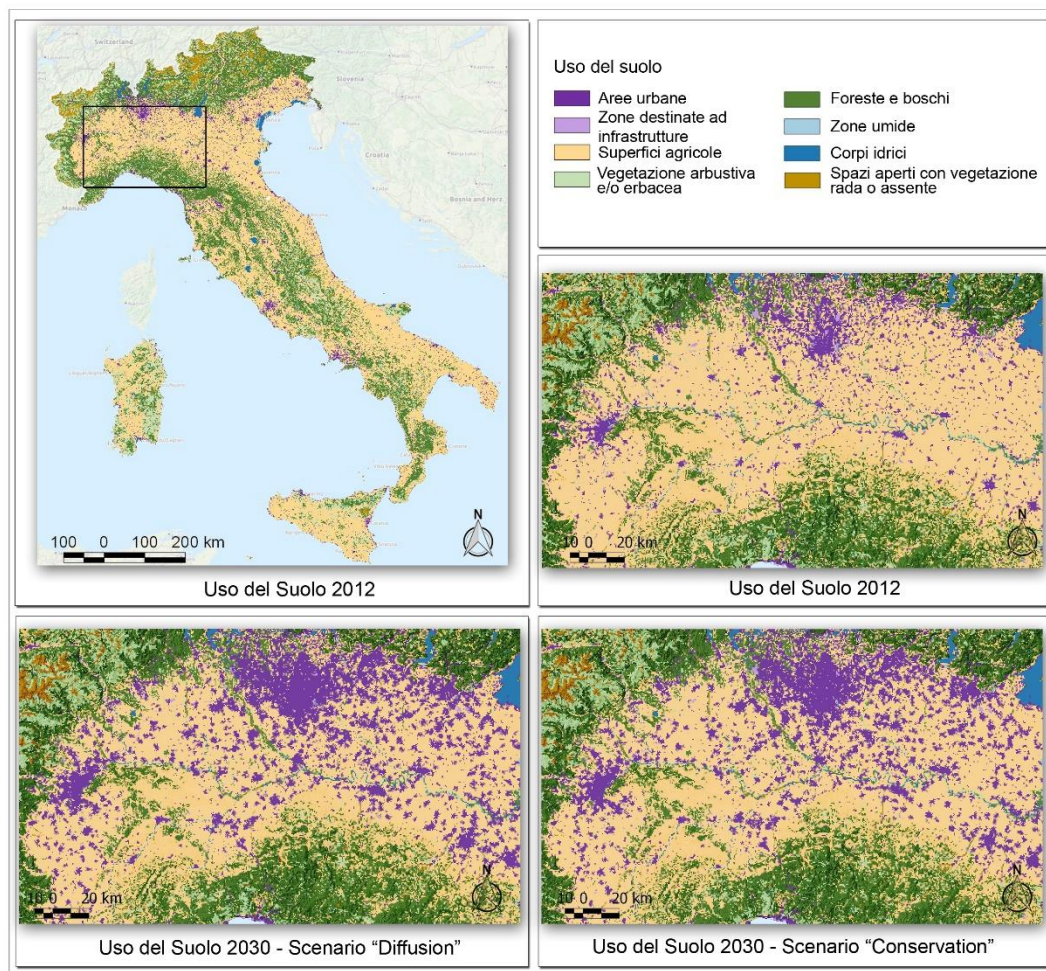 Switzerland
Slovenia
Croatia
Bosnia and Herz
Monaco
N
100 0 100 200 km
Uso del Suolo 2012
Uso del suolo
Aree urbane
Zone destinate ad
infrastrutture
Superfici agricole
Vegetazione arbustiva
e/o erbacea
Foreste e boschi
Zone umide
Corpi idrici
Spazi aperti con vegetazione
rada o assente
N
10 0 20 km
Uso del Suolo 2012
N
10 0 20 km
Uso del Suolo 2030 - Scenario “Diffusion”
N
10 0 20 km
Uso del Suolo 2030 - Scenario “Conservation”